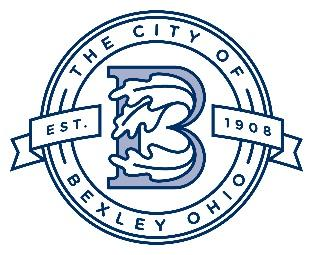 THE CITY OF
EST.
B
1908
BEXLEY OHIO